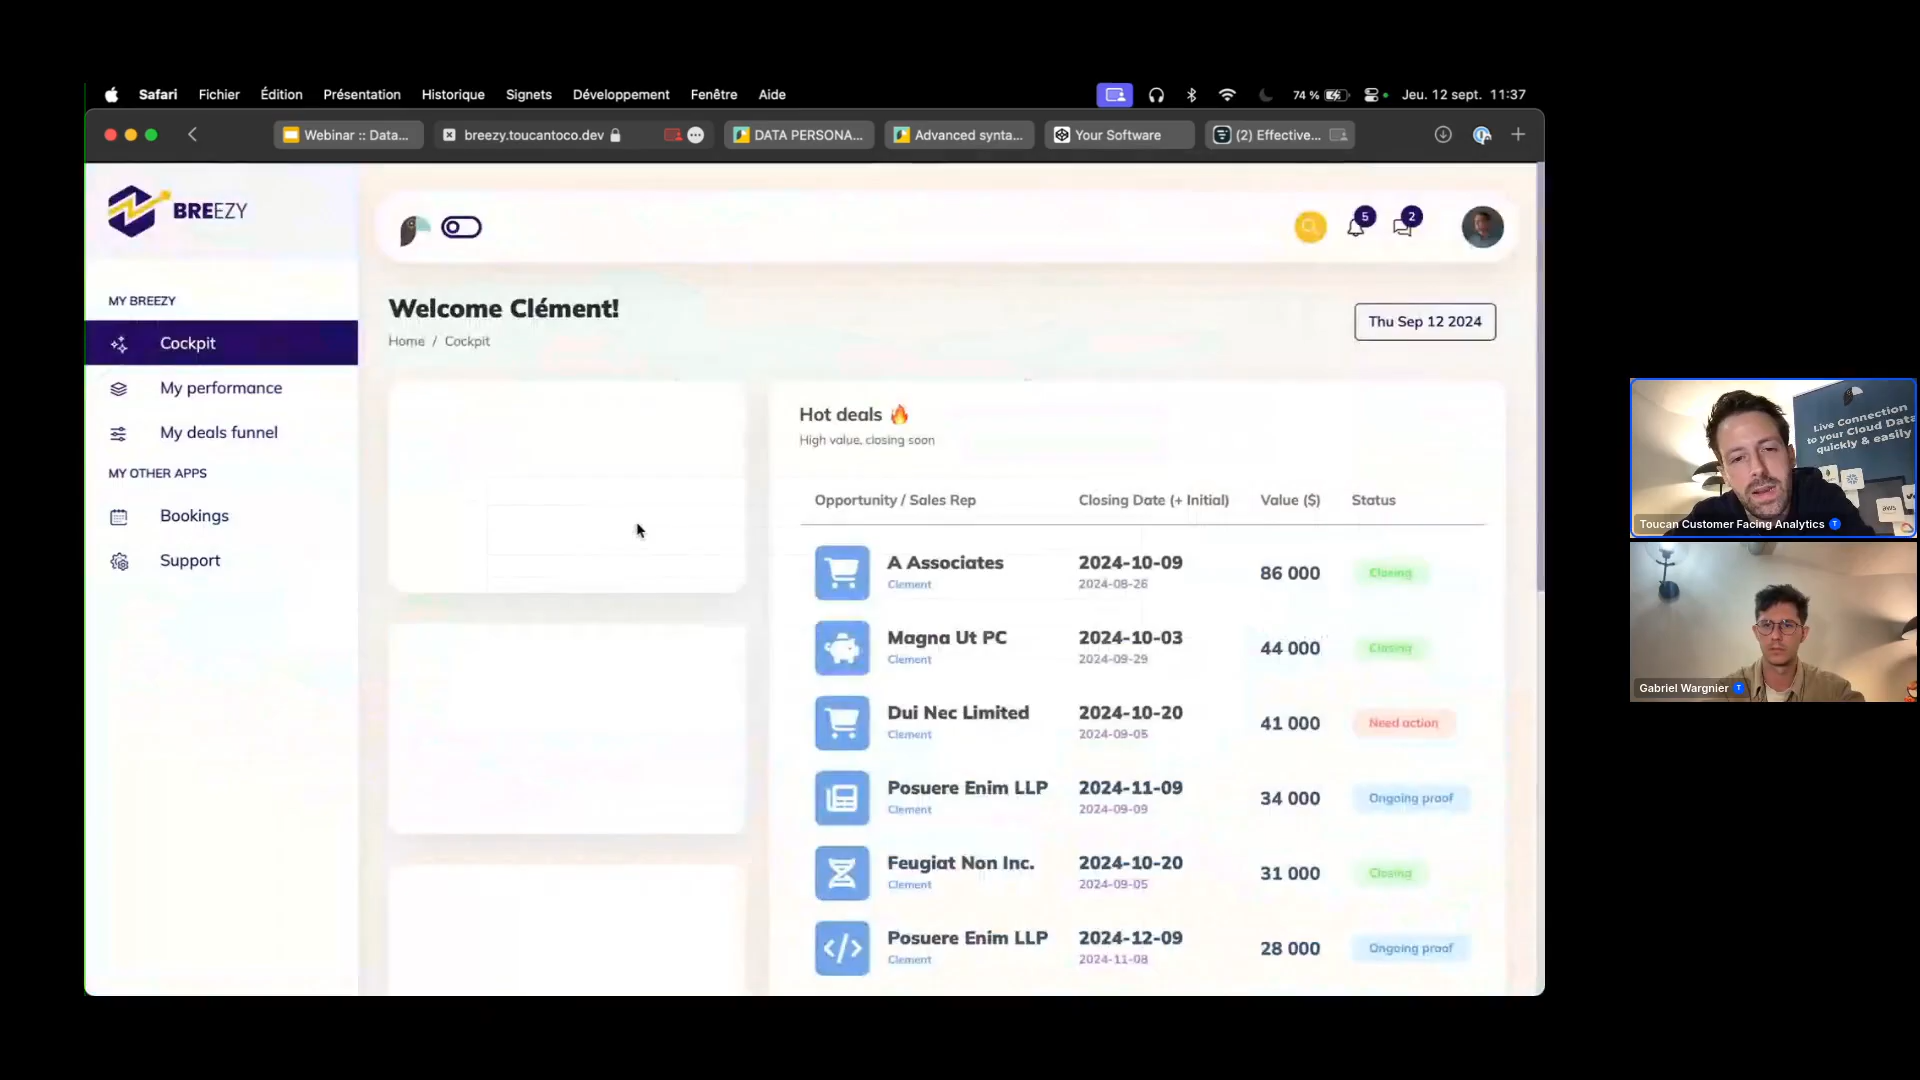 Safari Fichier Édition Présentation Historique Signets Développement Fenêtre Aide 74 % Jeu. 12 sept. 11:37
Webinar :: Data... breezy.toucantoco.dev DATA PERSONA... Advanced synta... Your Software (2) Effective...
BREEZY
5
2
MY BREEZY
Cockpit
My performance
My deals funnel
MY OTHER APPS
Bookings
Support
Welcome Clément!
Home / Cockpit
Thu Sep 12 2024
Hot deals 🔥
High value, closing soon
Opportunity / Sales Rep Closing Date (+ Initial) Value ($) Status
A Associates 2024-10-09 86 000 Closing
Clement 2024-08-26
Magna Ut PC 2024-10-03 44 000 Closing
Clement 2024-09-29
Dui Nec Limited 2024-10-20 41 000 Need action
Clement 2024-09-05
Posuere Enim LLP 2024-11-09 34 000 Ongoing proof
Clement 2024-09-09
Feugiat Non Inc. 2024-10-20 31 000 Closing
Clement 2024-09-05
Posuere Enim LLP 2024-12-09 28 000 Ongoing proof
Clement 2024-11-08
Live Connection
to your Cloud Data
quickly & easily
aws
Toucan Customer Facing Analytics
Gabriel Wargnier